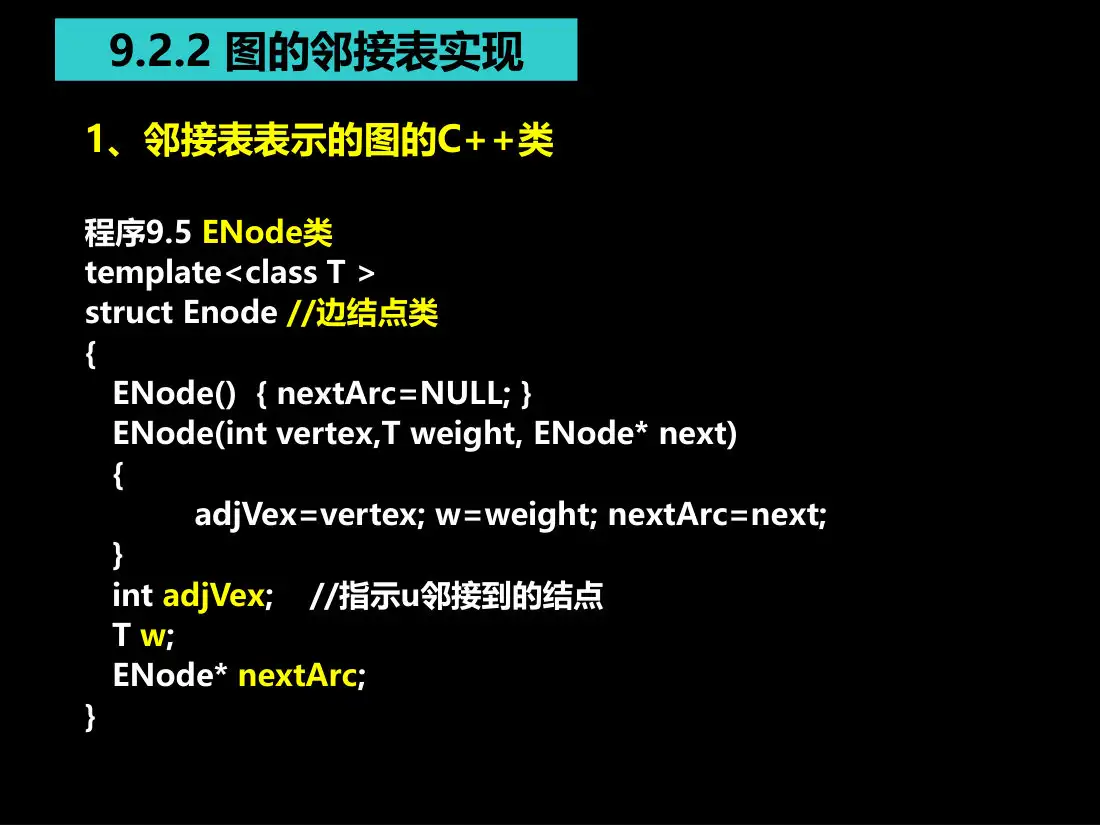 9.2.2 图的邻接表实现
1、邻接表表示的图的C++类
程序9.5 ENode类
template<class T >
struct Enode //边结点类
{
ENode() { nextArc=NULL; }
ENode(int vertex,T weight, ENode* next)
{
adjVex=vertex; w=weight; nextArc=next;
}
int adjVex; //指示u邻接到的结点
T w;
ENode* nextArc;
}